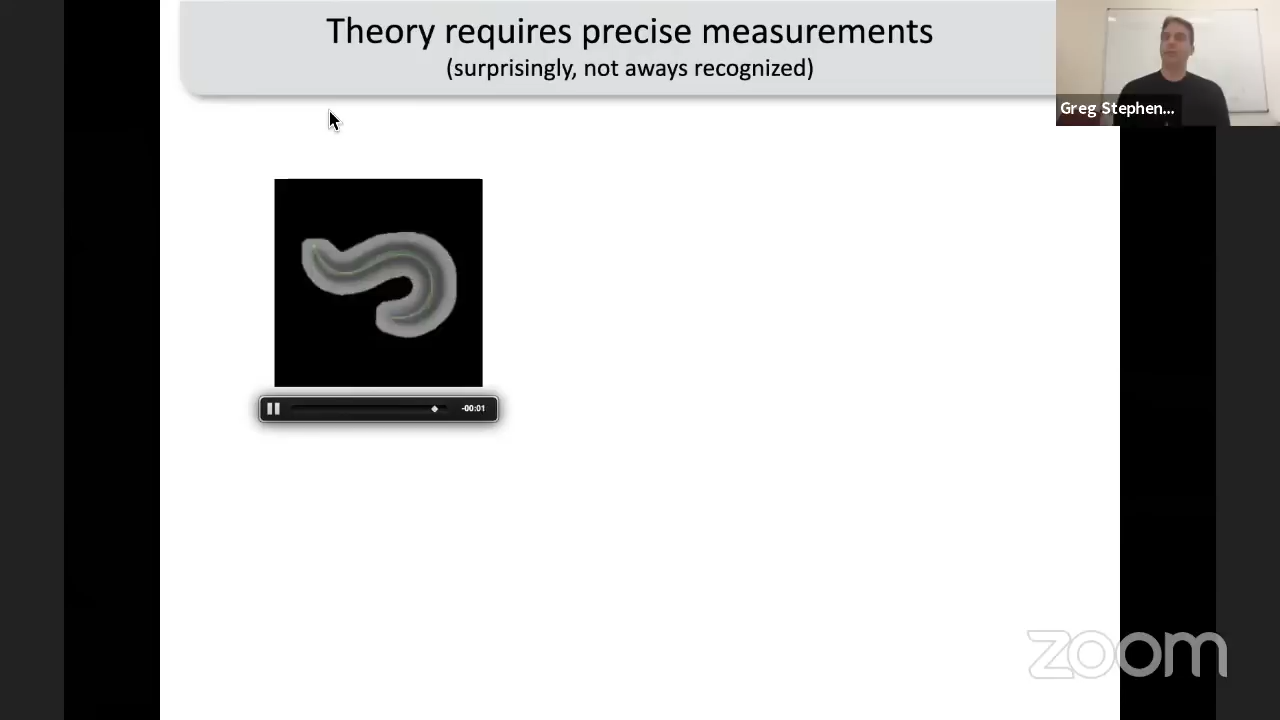 Theory requires precise measurements
(surprisingly, not aways recognized)
Greg Stephen...
-00:01
zoom